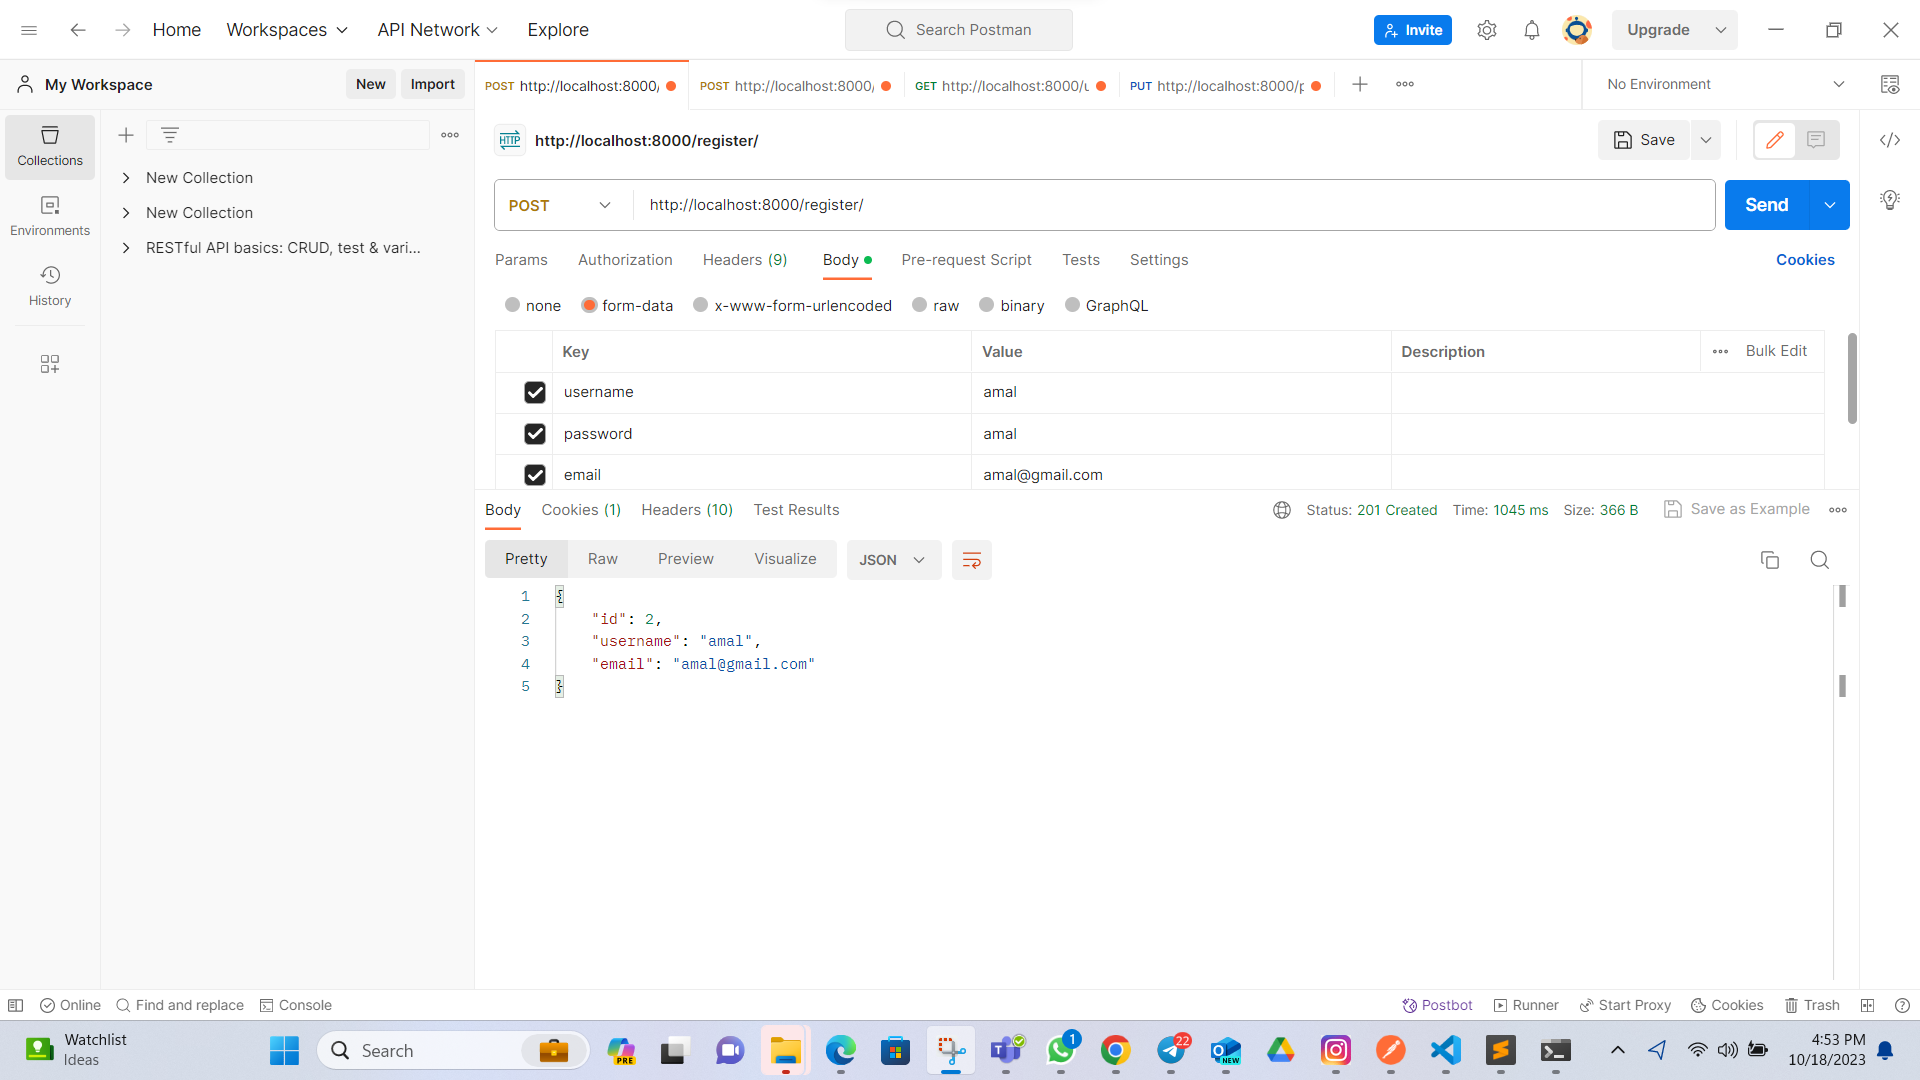 Home Workspaces API Network Explore Search Postman Invite Upgrade
My Workspace New Import POST http://localhost:8000/ POST http://localhost:8000/ GET http://localhost:8000/u PUT http://localhost:8000/p No Environment
Collections
Environments
History
New Collection
New Collection
RESTful API basics: CRUD, test & vari...
HTTP http://localhost:8000/register/ Save
POST http://localhost:8000/register/ Send
Params Authorization Headers (9) Body Pre-request Script Tests Settings Cookies
none form-data x-www-form-urlencoded raw binary GraphQL
Key Value Description Bulk Edit
username amal
password amal
email amal@gmail.com
Body Cookies (1) Headers (10) Test Results Status: 201 Created Time: 1045 ms Size: 366 B Save as Example
Pretty Raw Preview Visualize JSON
1 {
2 "id": 2,
3 "username": "amal",
4 "email": "amal@gmail.com"
5 }
Online Find and replace Console Postbot Runner Start Proxy Cookies Trash
Watchlist
Ideas
Search
PRE
1
22
NEW
4:53 PM
10/18/2023